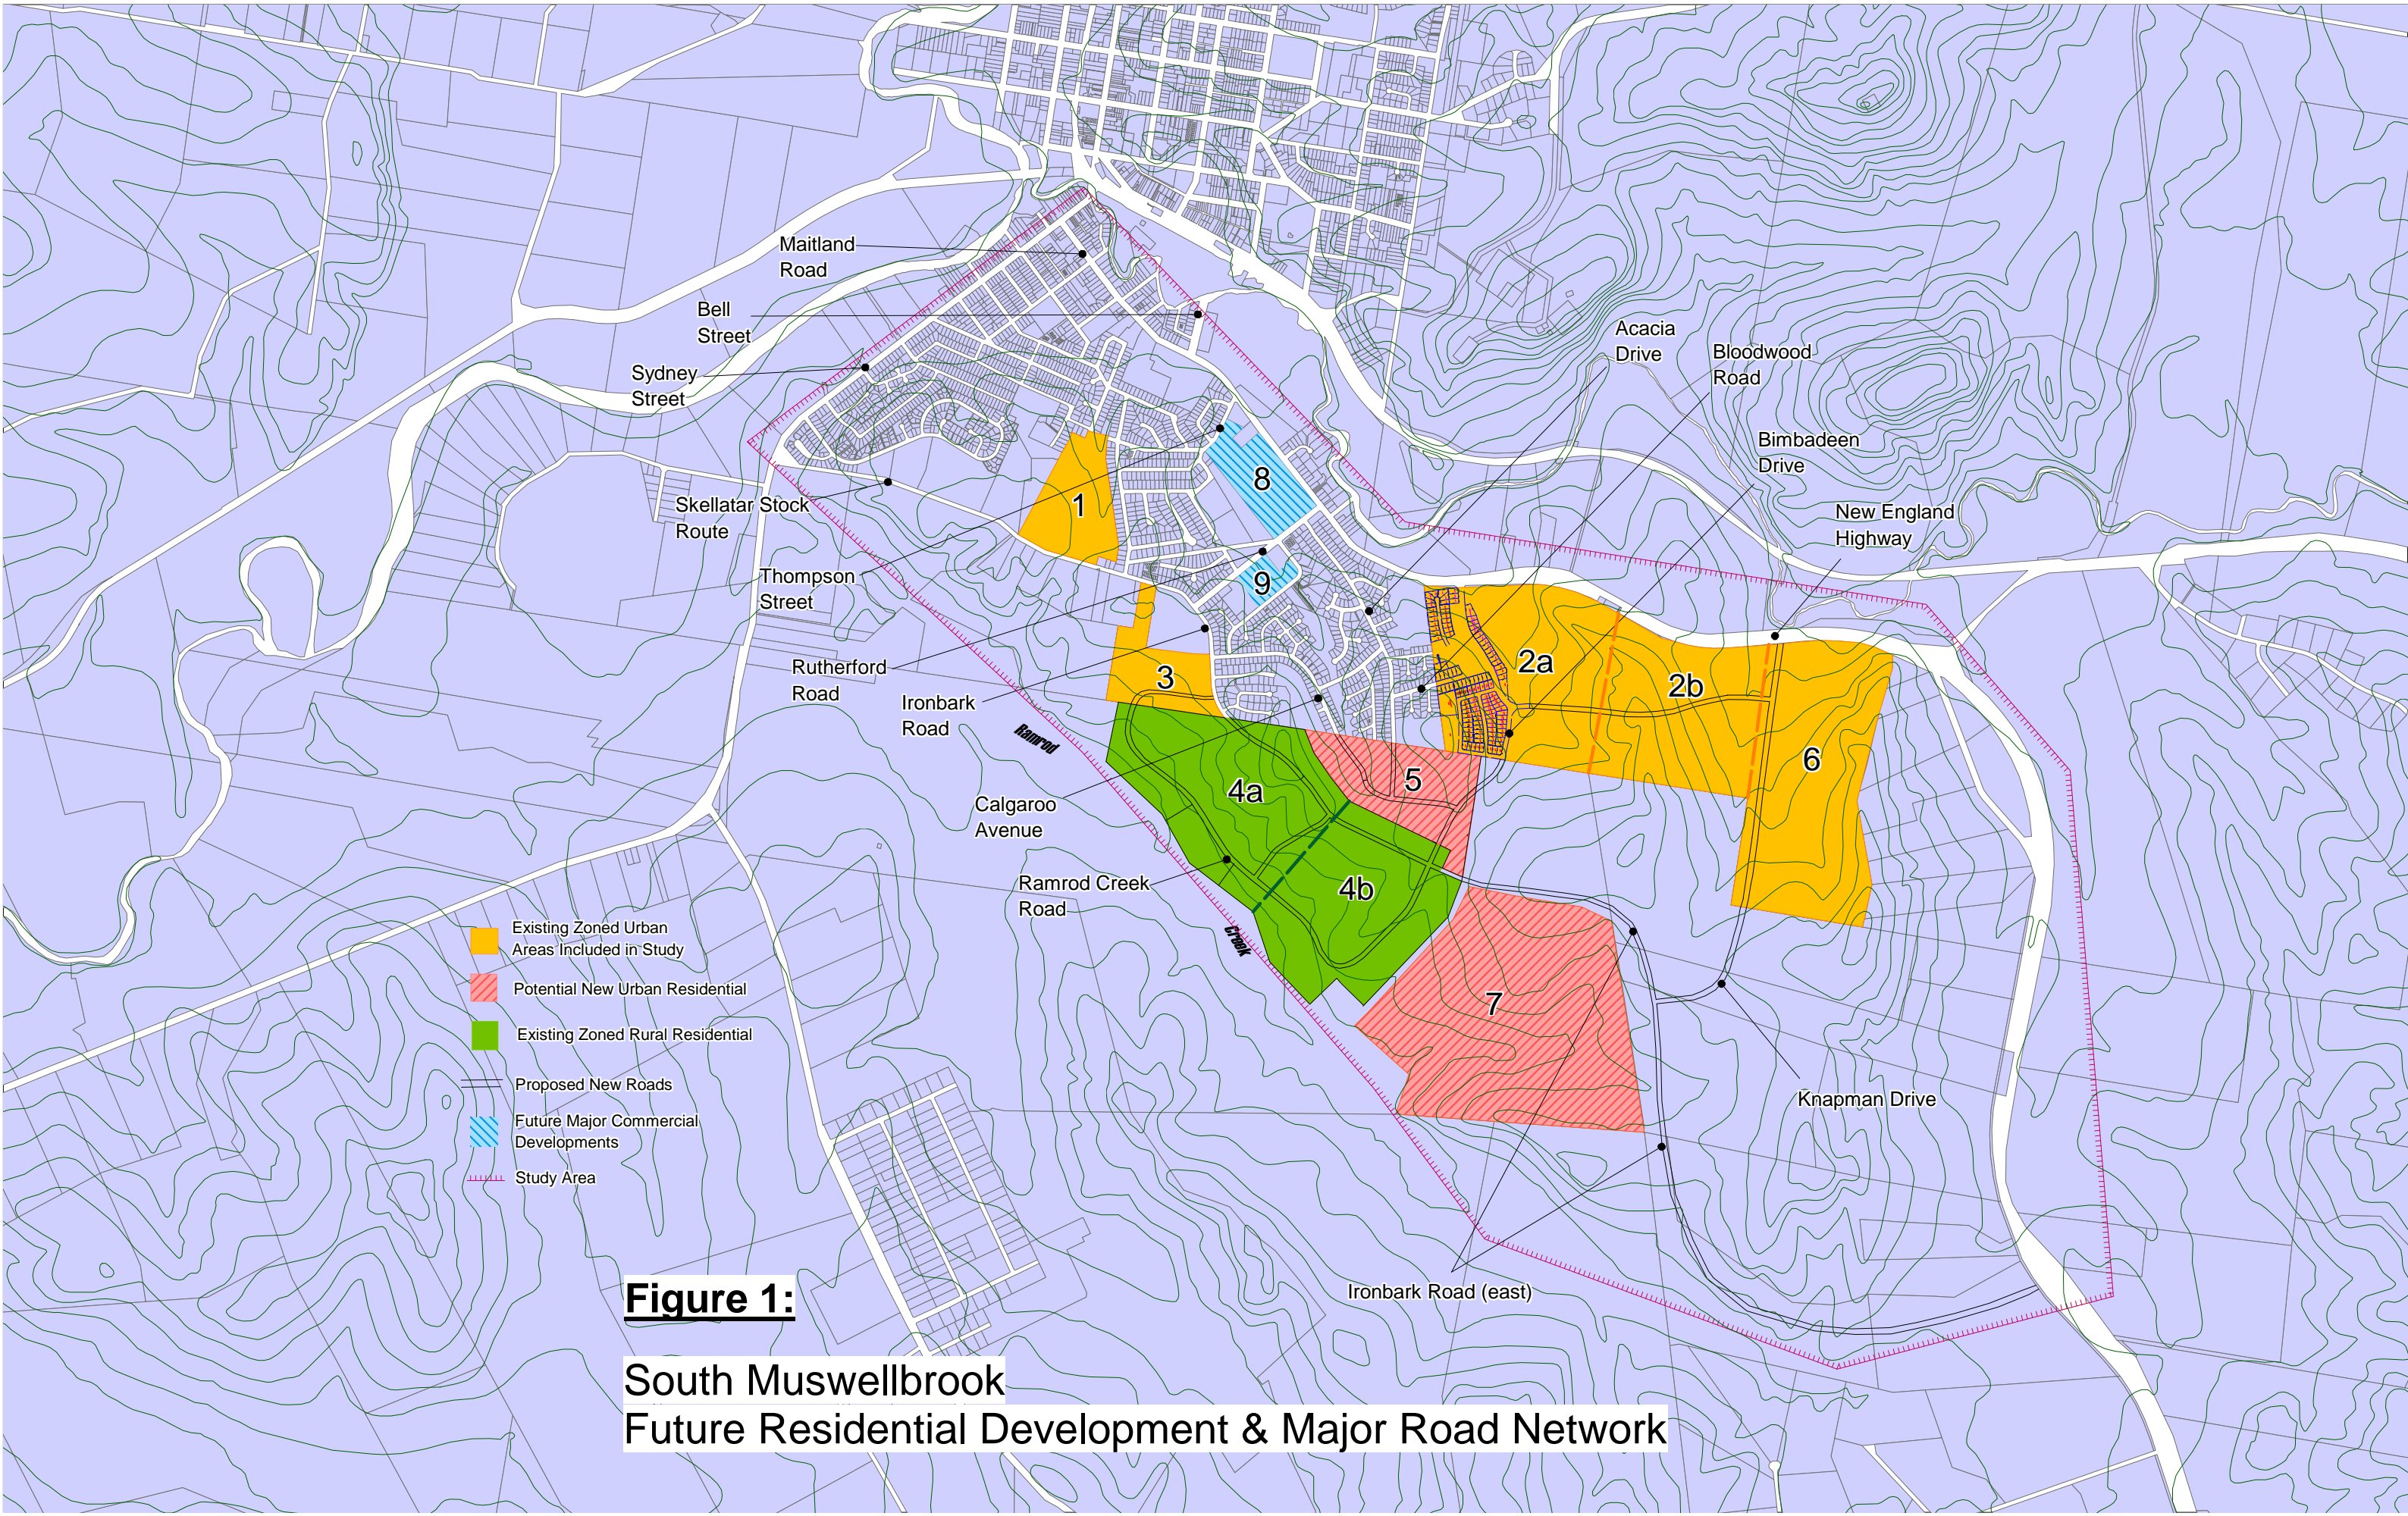 Maitland
Road
Bell
Street
Sydney
Street
Acacia
Drive
Bloodwood
Road
Bimbadeen
Drive
New England
Highway
Skellatar Stock
Route
Thompson
Street
Rutherford
Road
Ironbark
Road
Ramrod
Calgaroo
Avenue
Ramrod Creek
Road
Creek
1
8
9
3
2a
2b
6
5
4a
4b
7
Knapman Drive
Ironbark Road (east)
Existing Zoned Urban
Areas Included in Study
Potential New Urban Residential
Existing Zoned Rural Residential
Proposed New Roads
Future Major Commercial
Developments
Study Area
Figure 1:
South Muswellbrook
Future Residential Development & Major Road Network